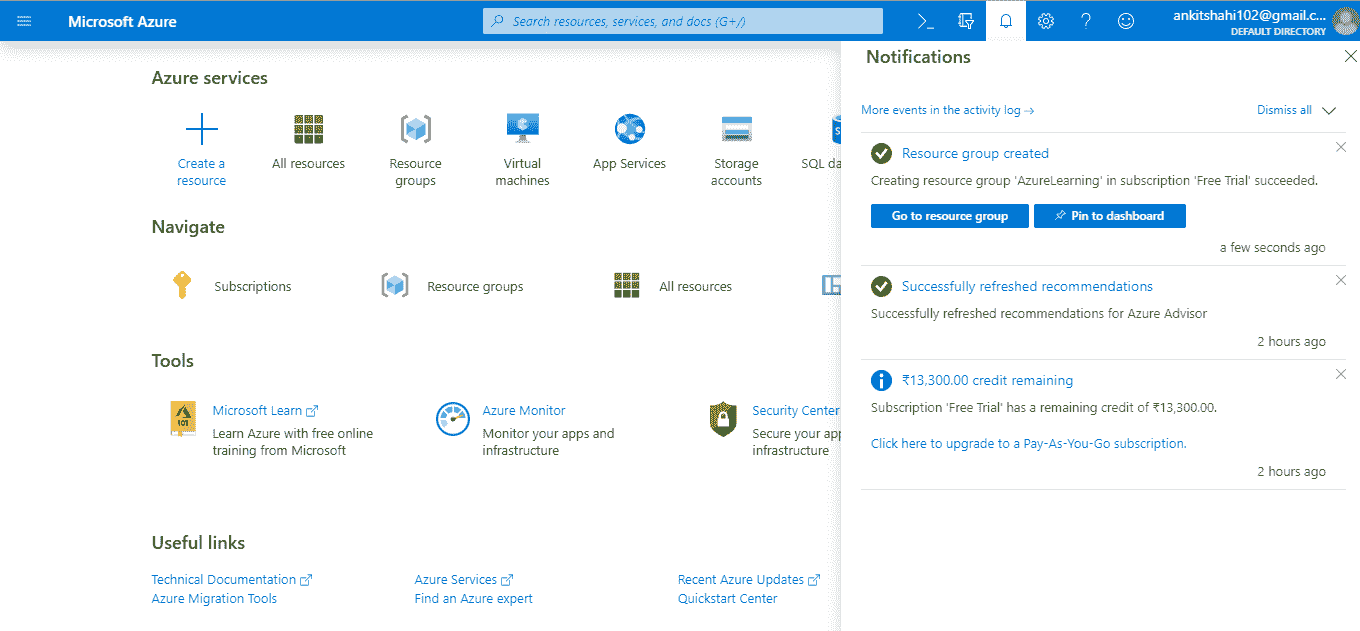 Microsoft Azure
Search resources, services, and docs (G+/)
ankitshahi102@gmail.c...
DEFAULT DIRECTORY
Azure services
Create a
resource
All resources
Resource
groups
Virtual
machines
App Services
Storage
accounts
SQL da
Navigate
Subscriptions
Resource groups
All resources
Tools
101
Microsoft Learn
Learn Azure with free online
training from Microsoft
Azure Monitor
Monitor your apps and
infrastructure
Security Center
Secure your app
infrastructure
Useful links
Technical Documentation
Azure Services
Recent Azure Updates
Azure Migration Tools
Find an Azure expert
Quickstart Center
Notifications
More events in the activity log →
Dismiss all
Resource group created
Creating resource group 'AzureLearning' in subscription 'Free Trial' succeeded.
Go to resource group
Pin to dashboard
a few seconds ago
Successfully refreshed recommendations
Successfully refreshed recommendations for Azure Advisor
2 hours ago
₹13,300.00 credit remaining
Subscription 'Free Trial' has a remaining credit of ₹13,300.00.
Click here to upgrade to a Pay-As-You-Go subscription.
2 hours ago